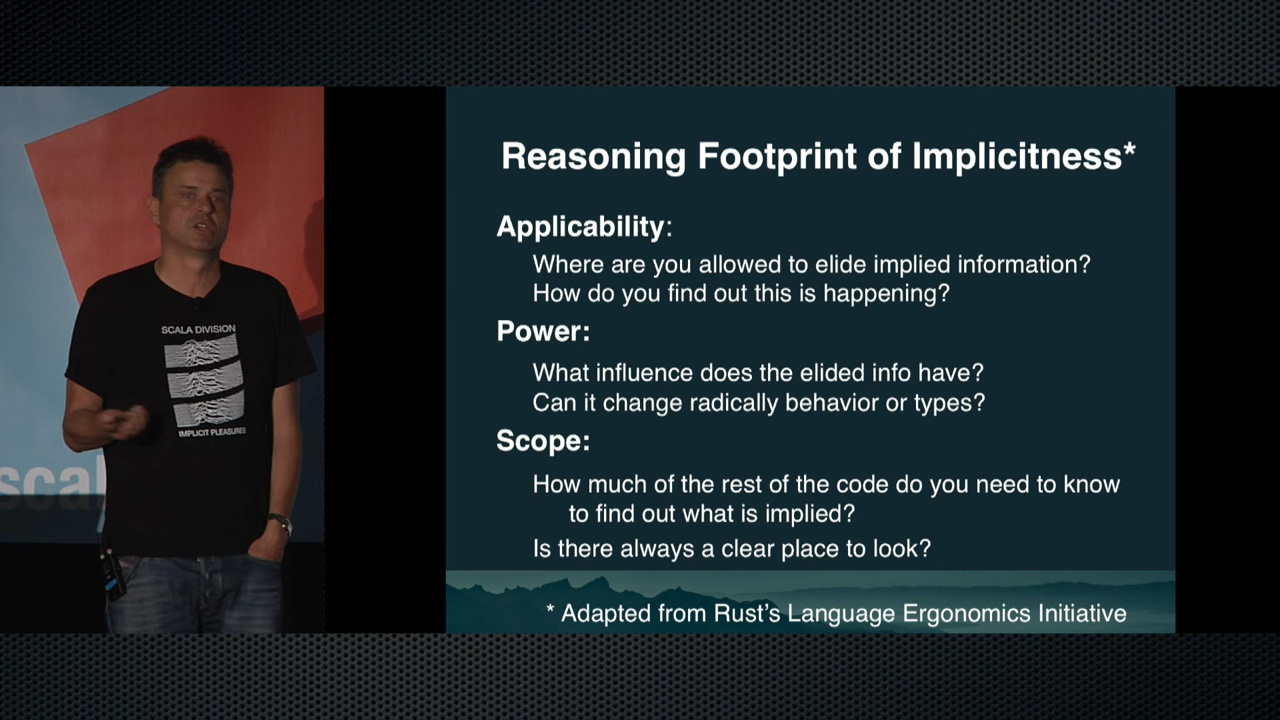 Reasoning Footprint of Implicitness*
Applicability:
Where are you allowed to elide implied information?
How do you find out this is happening?
Power:
What influence does the elided info have?
Can it change radically behavior or types?
Scope:
How much of the rest of the code do you need to know
to find out what is implied?
Is there always a clear place to look?
* Adapted from Rust's Language Ergonomics Initiative
SCALA DIVISION
IMPLICIT PLEASURES